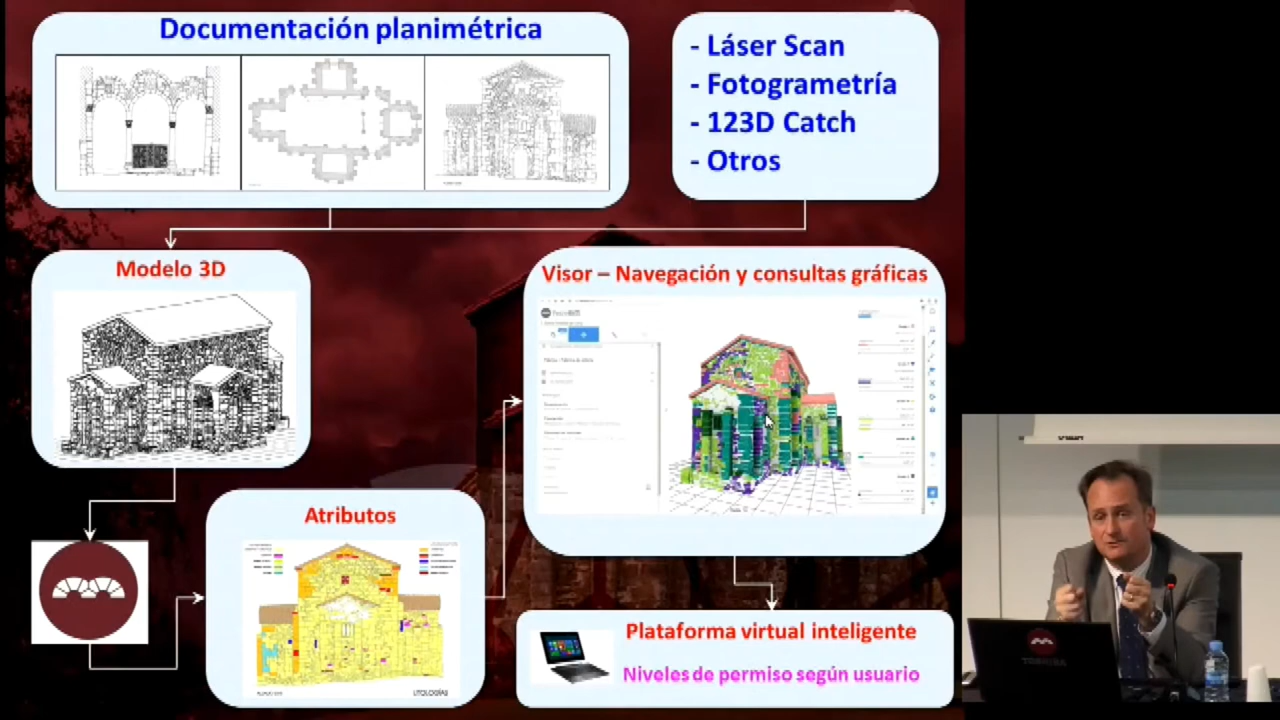 Documentación planimétrica
- Láser Scan
- Fotogrametría
- 123D Catch
- Otros
Modelo 3D
Visor – Navegación y consultas gráficas
Atributos
LITOLOGÍAS
Plataforma virtual inteligente
Niveles de permiso según usuario
TOSHIBA